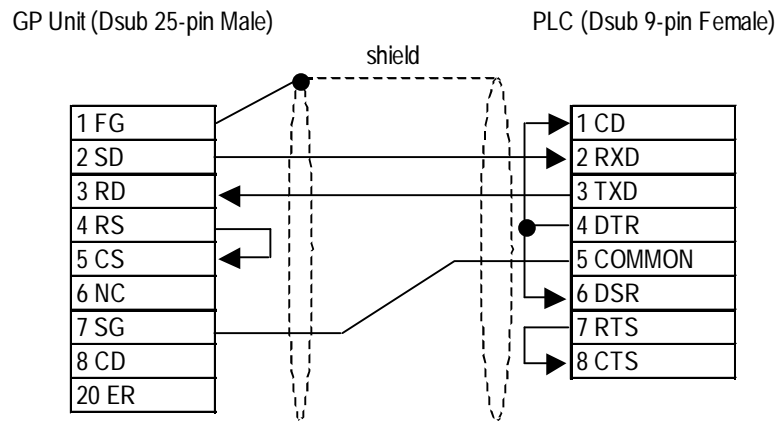 GP Unit (Dsub 25-pin Male)
PLC (Dsub 9-pin Female)
shield
1 FG
2 SD
3 RD
4 RS
5 CS
6 NC
7 SG
8 CD
20 ER
1 CD
2 RXD
3 TXD
4 DTR
5 COMMON
6 DSR
7 RTS
8 CTS